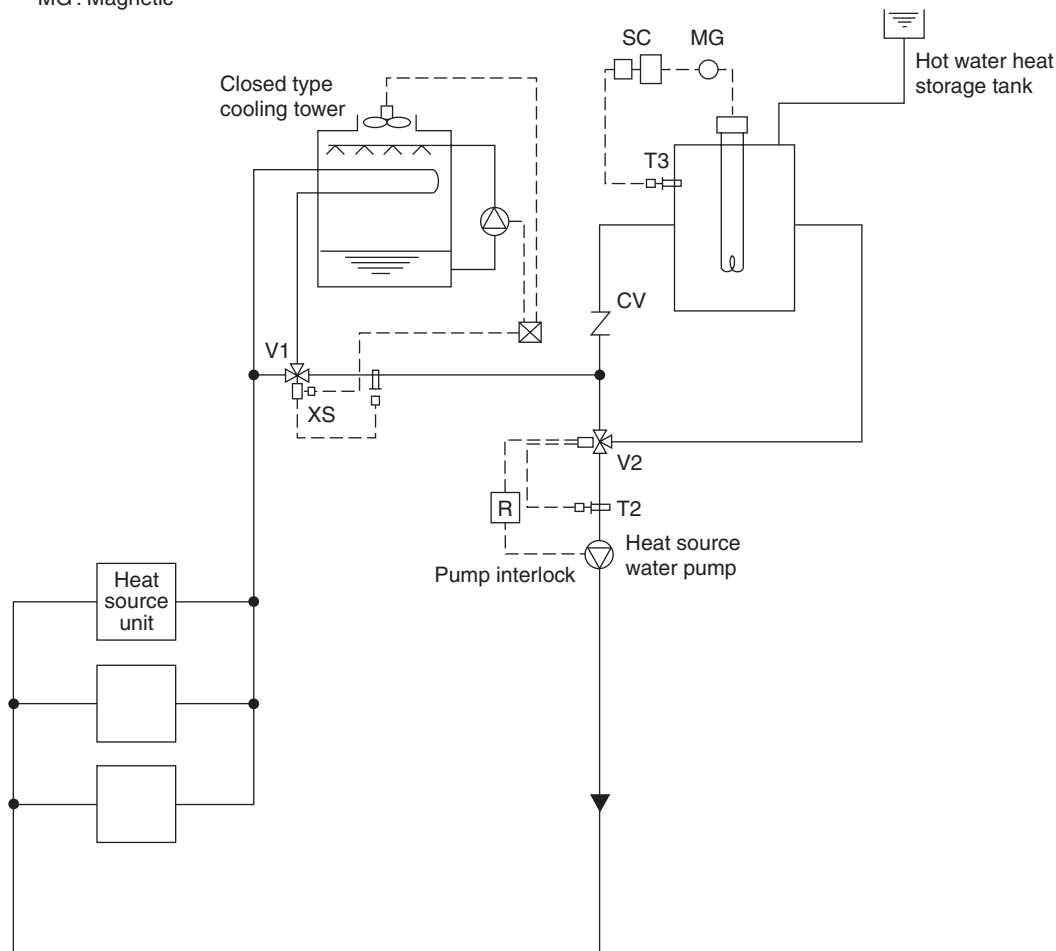 MG : Magnetic
SC
MG
Hot water heat
storage tank
Closed type
cooling tower
T3
CV
V1
XS
V2
R
T2
Heat source
water pump
Pump interlock
Heat
source
unit